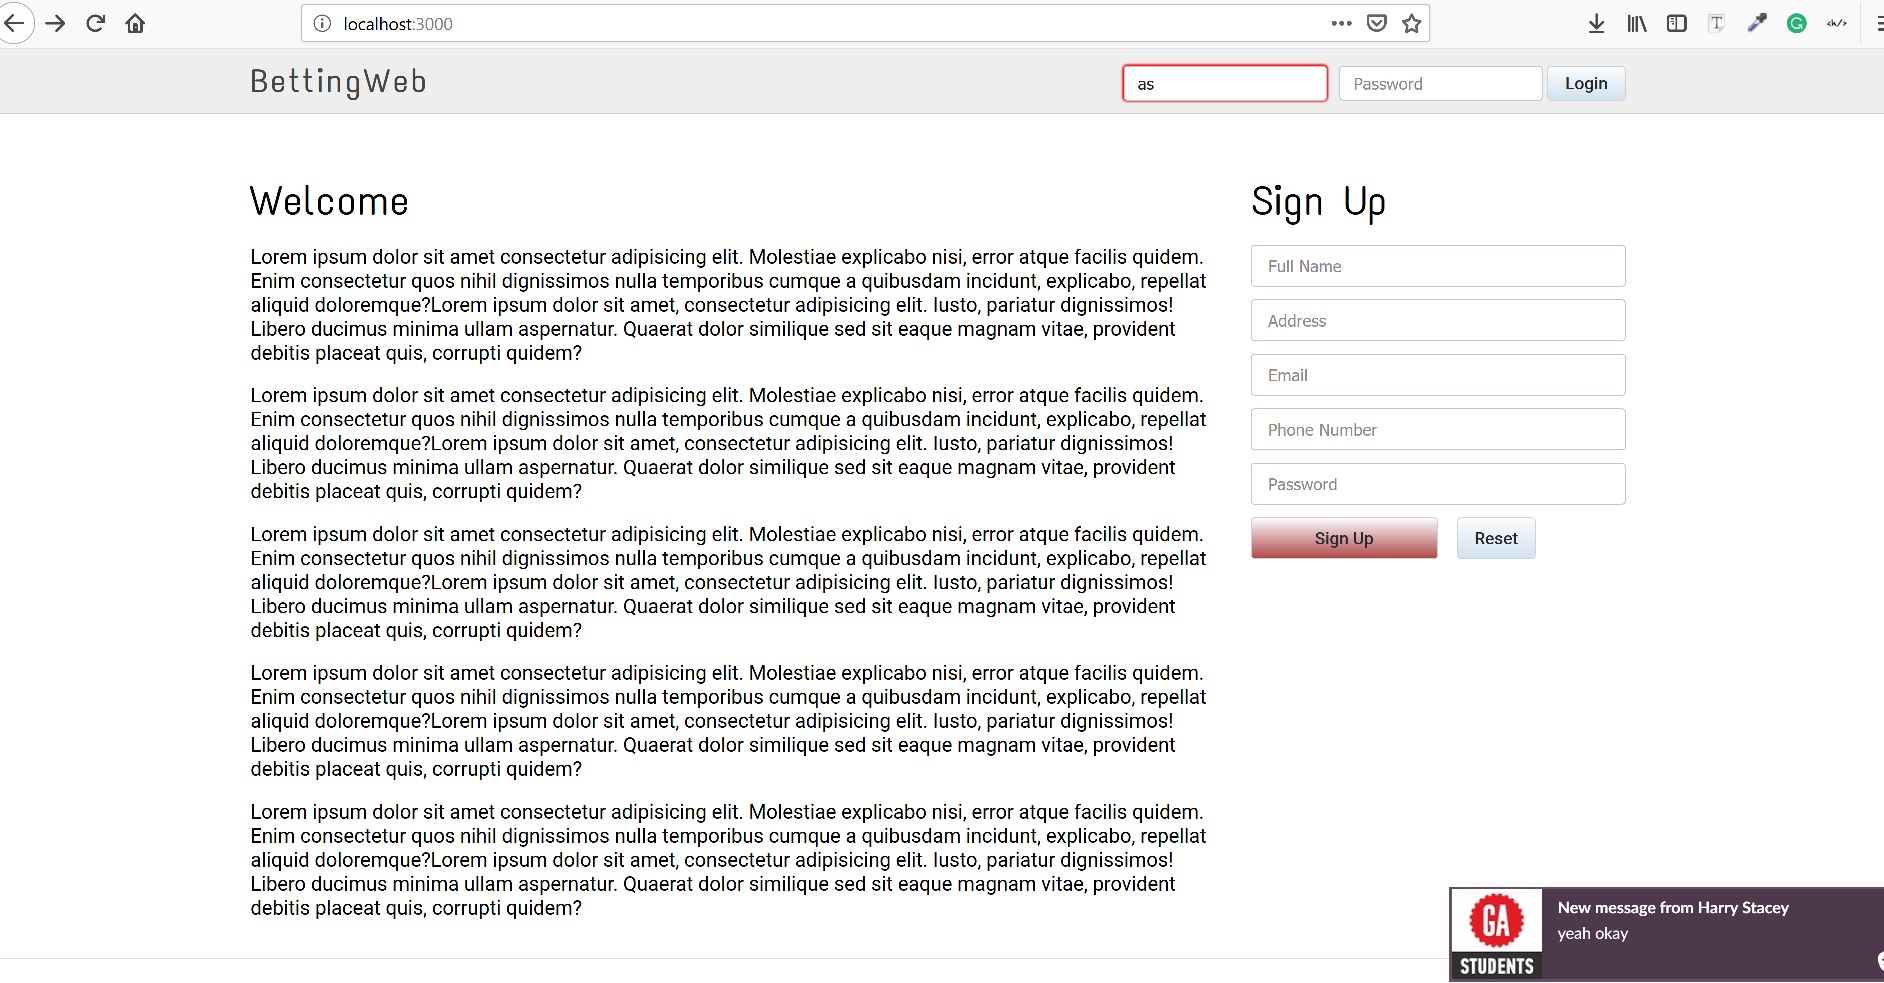 localhost:3000
BettingWeb
as
Password
Login
Welcome
Lorem ipsum dolor sit amet consectetur adipisicing elit. Molestiae explicabo nisi, error atque facilis quidem.
Enim consectetur quos nihil dignissimos nulla temporibus cumque a quibusdam incidunt, explicabo, repellat
aliquid doloremque?Lorem ipsum dolor sit amet, consectetur adipisicing elit. Iusto, pariatur dignissimos!
Libero ducimus minima ullam aspernatur. Quaerat dolor similique sed sit eaque magnam vitae, provident
debitis placeat quis, corrupti quidem?
Lorem ipsum dolor sit amet consectetur adipisicing elit. Molestiae explicabo nisi, error atque facilis quidem.
Enim consectetur quos nihil dignissimos nulla temporibus cumque a quibusdam incidunt, explicabo, repellat
aliquid doloremque?Lorem ipsum dolor sit amet, consectetur adipisicing elit. Iusto, pariatur dignissimos!
Libero ducimus minima ullam aspernatur. Quaerat dolor similique sed sit eaque magnam vitae, provident
debitis placeat quis, corrupti quidem?
Lorem ipsum dolor sit amet consectetur adipisicing elit. Molestiae explicabo nisi, error atque facilis quidem.
Enim consectetur quos nihil dignissimos nulla temporibus cumque a quibusdam incidunt, explicabo, repellat
aliquid doloremque?Lorem ipsum dolor sit amet, consectetur adipisicing elit. Iusto, pariatur dignissimos!
Libero ducimus minima ullam aspernatur. Quaerat dolor similique sed sit eaque magnam vitae, provident
debitis placeat quis, corrupti quidem?
Lorem ipsum dolor sit amet consectetur adipisicing elit. Molestiae explicabo nisi, error atque facilis quidem.
Enim consectetur quos nihil dignissimos nulla temporibus cumque a quibusdam incidunt, explicabo, repellat
aliquid doloremque?Lorem ipsum dolor sit amet, consectetur adipisicing elit. Iusto, pariatur dignissimos!
Libero ducimus minima ullam aspernatur. Quaerat dolor similique sed sit eaque magnam vitae, provident
debitis placeat quis, corrupti quidem?
Lorem ipsum dolor sit amet consectetur adipisicing elit. Molestiae explicabo nisi, error atque facilis quidem.
Enim consectetur quos nihil dignissimos nulla temporibus cumque a quibusdam incidunt, explicabo, repellat
aliquid doloremque?Lorem ipsum dolor sit amet, consectetur adipisicing elit. Iusto, pariatur dignissimos!
Libero ducimus minima ullam aspernatur. Quaerat dolor similique sed sit eaque magnam vitae, provident
debitis placeat quis, corrupti quidem?
Sign Up
Full Name
Address
Email
Phone Number
Password
Sign Up
Reset
GA
STUDENTS
New message from Harry Stacey
yeah okay